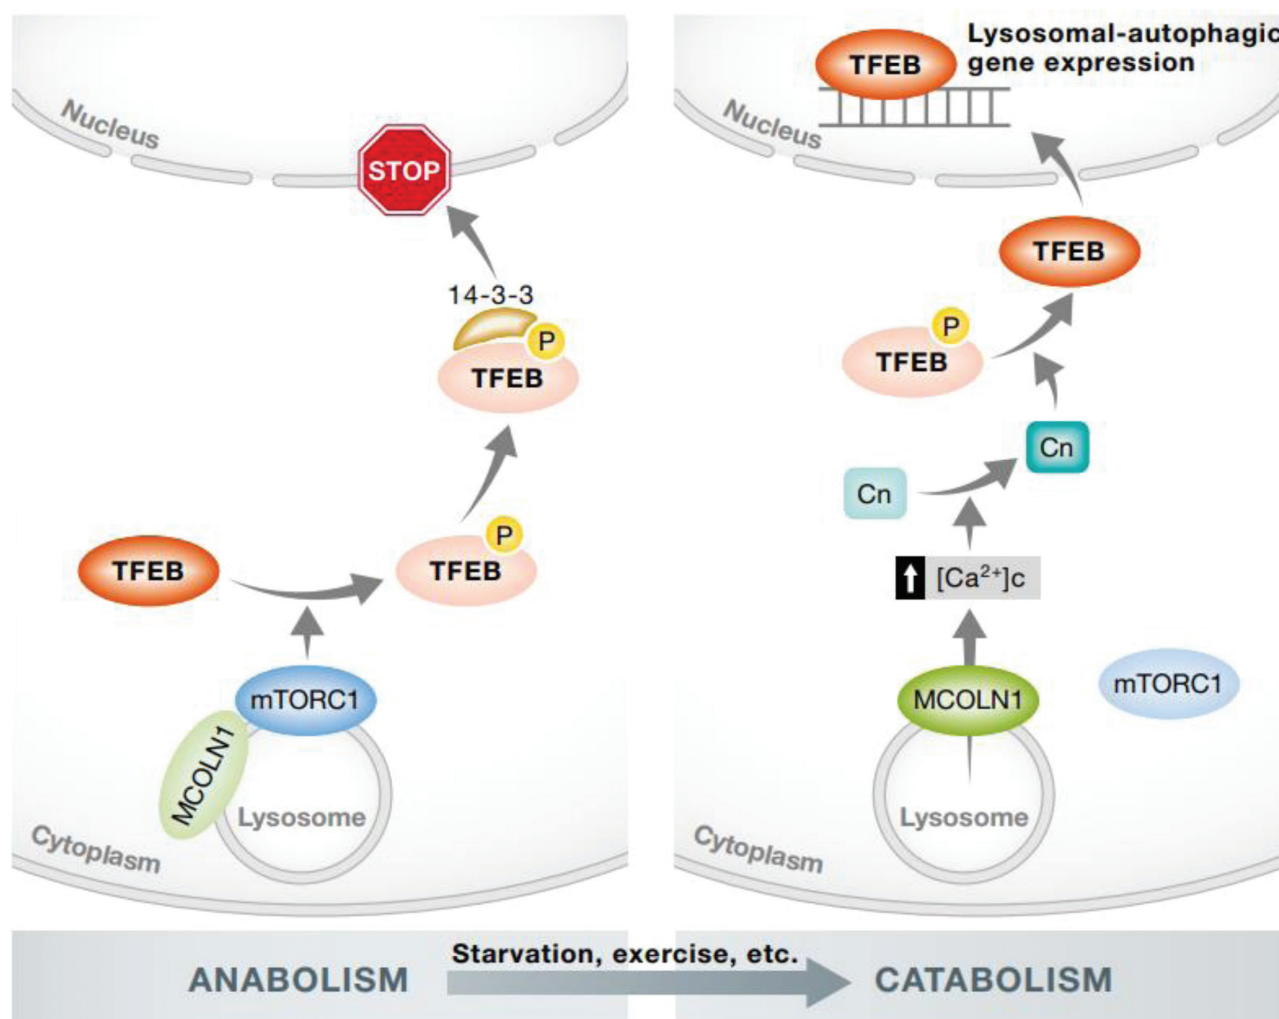 Nucleus
STOP
14-3-3
P
TFEB
P
TFEB
TFEB
mTORC1
MCOLN1
Lysosome
Cytoplasm
Lysosomal-autophagic
gene expression
TFEB
Nucleus
TFEB
P
TFEB
Cn
Cn
[Ca²⁺]c
MCOLN1
mTORC1
Lysosome
Cytoplasm
Starvation, exercise, etc.
ANABOLISM
CATABOLISM